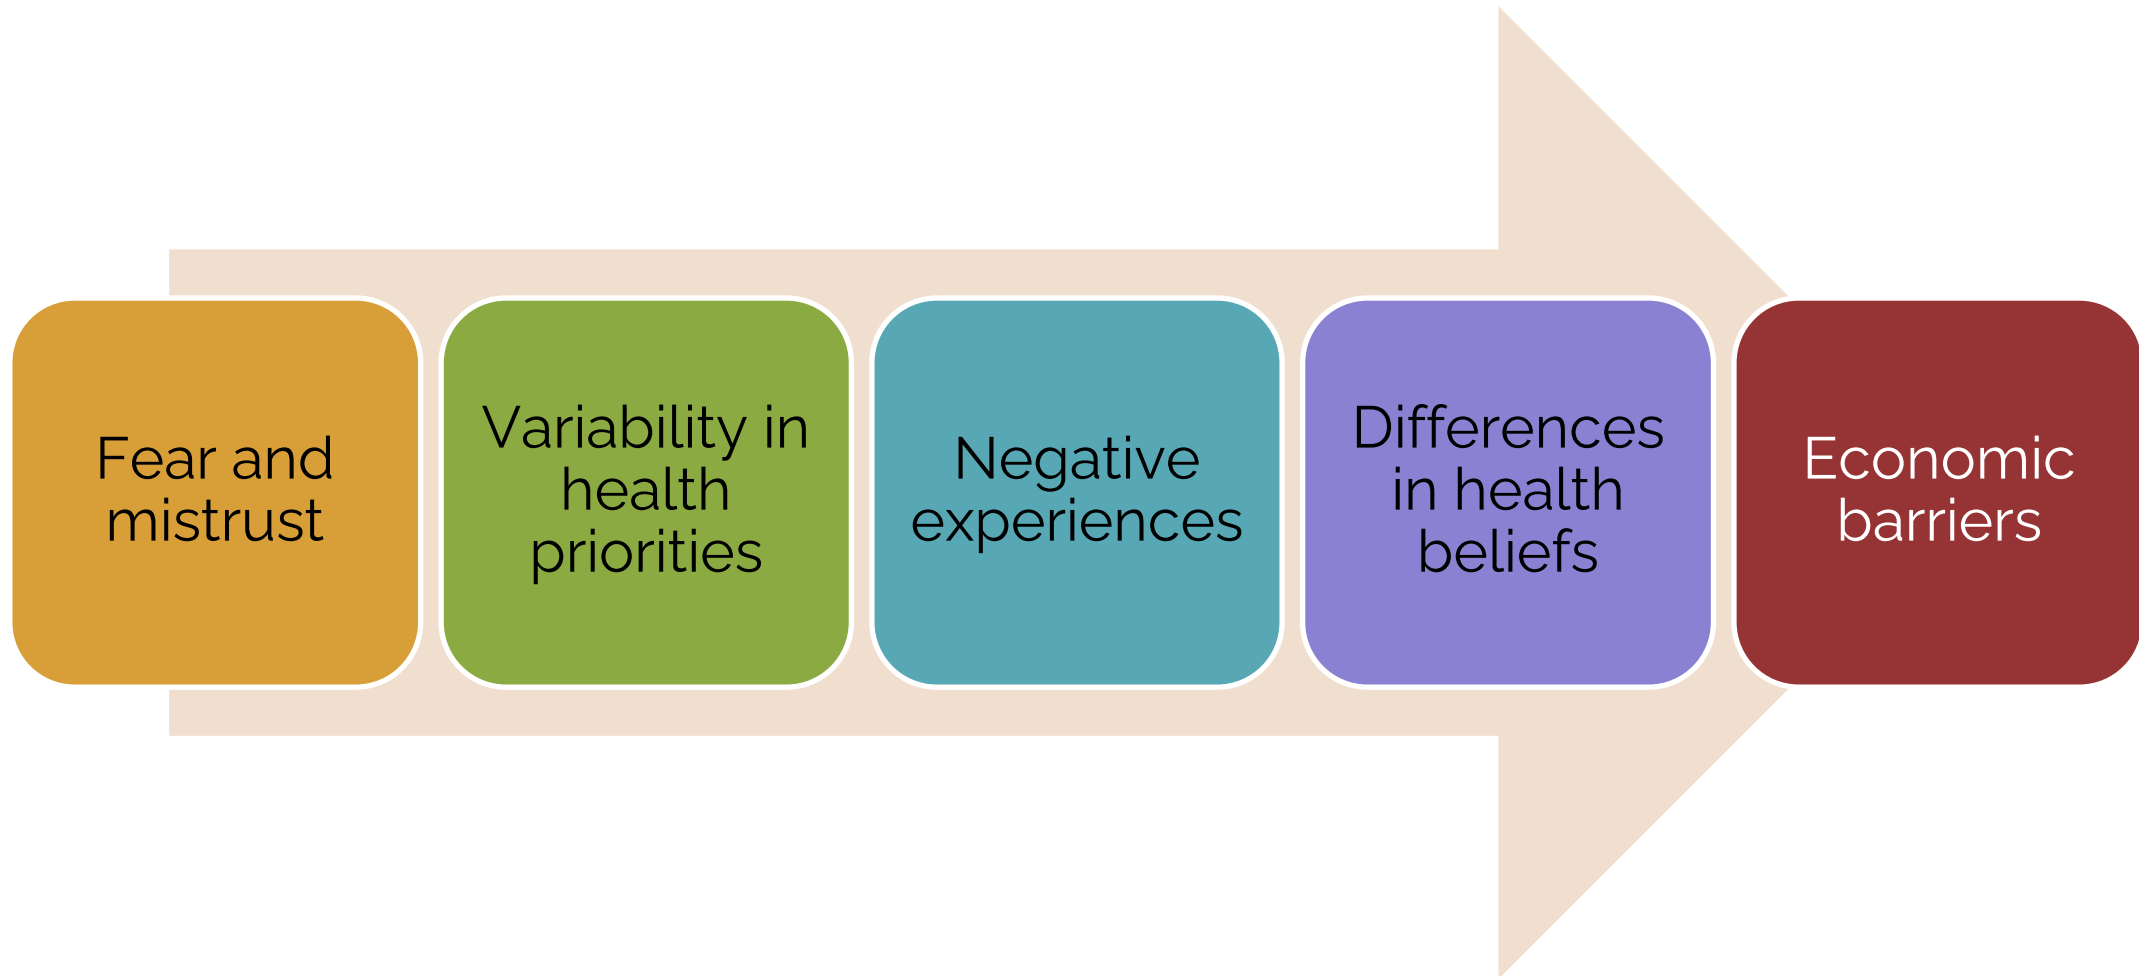 Fear and
mistrust
Variability in
health
priorities
Negative
experiences
Differences
in health
beliefs
Economic
barriers